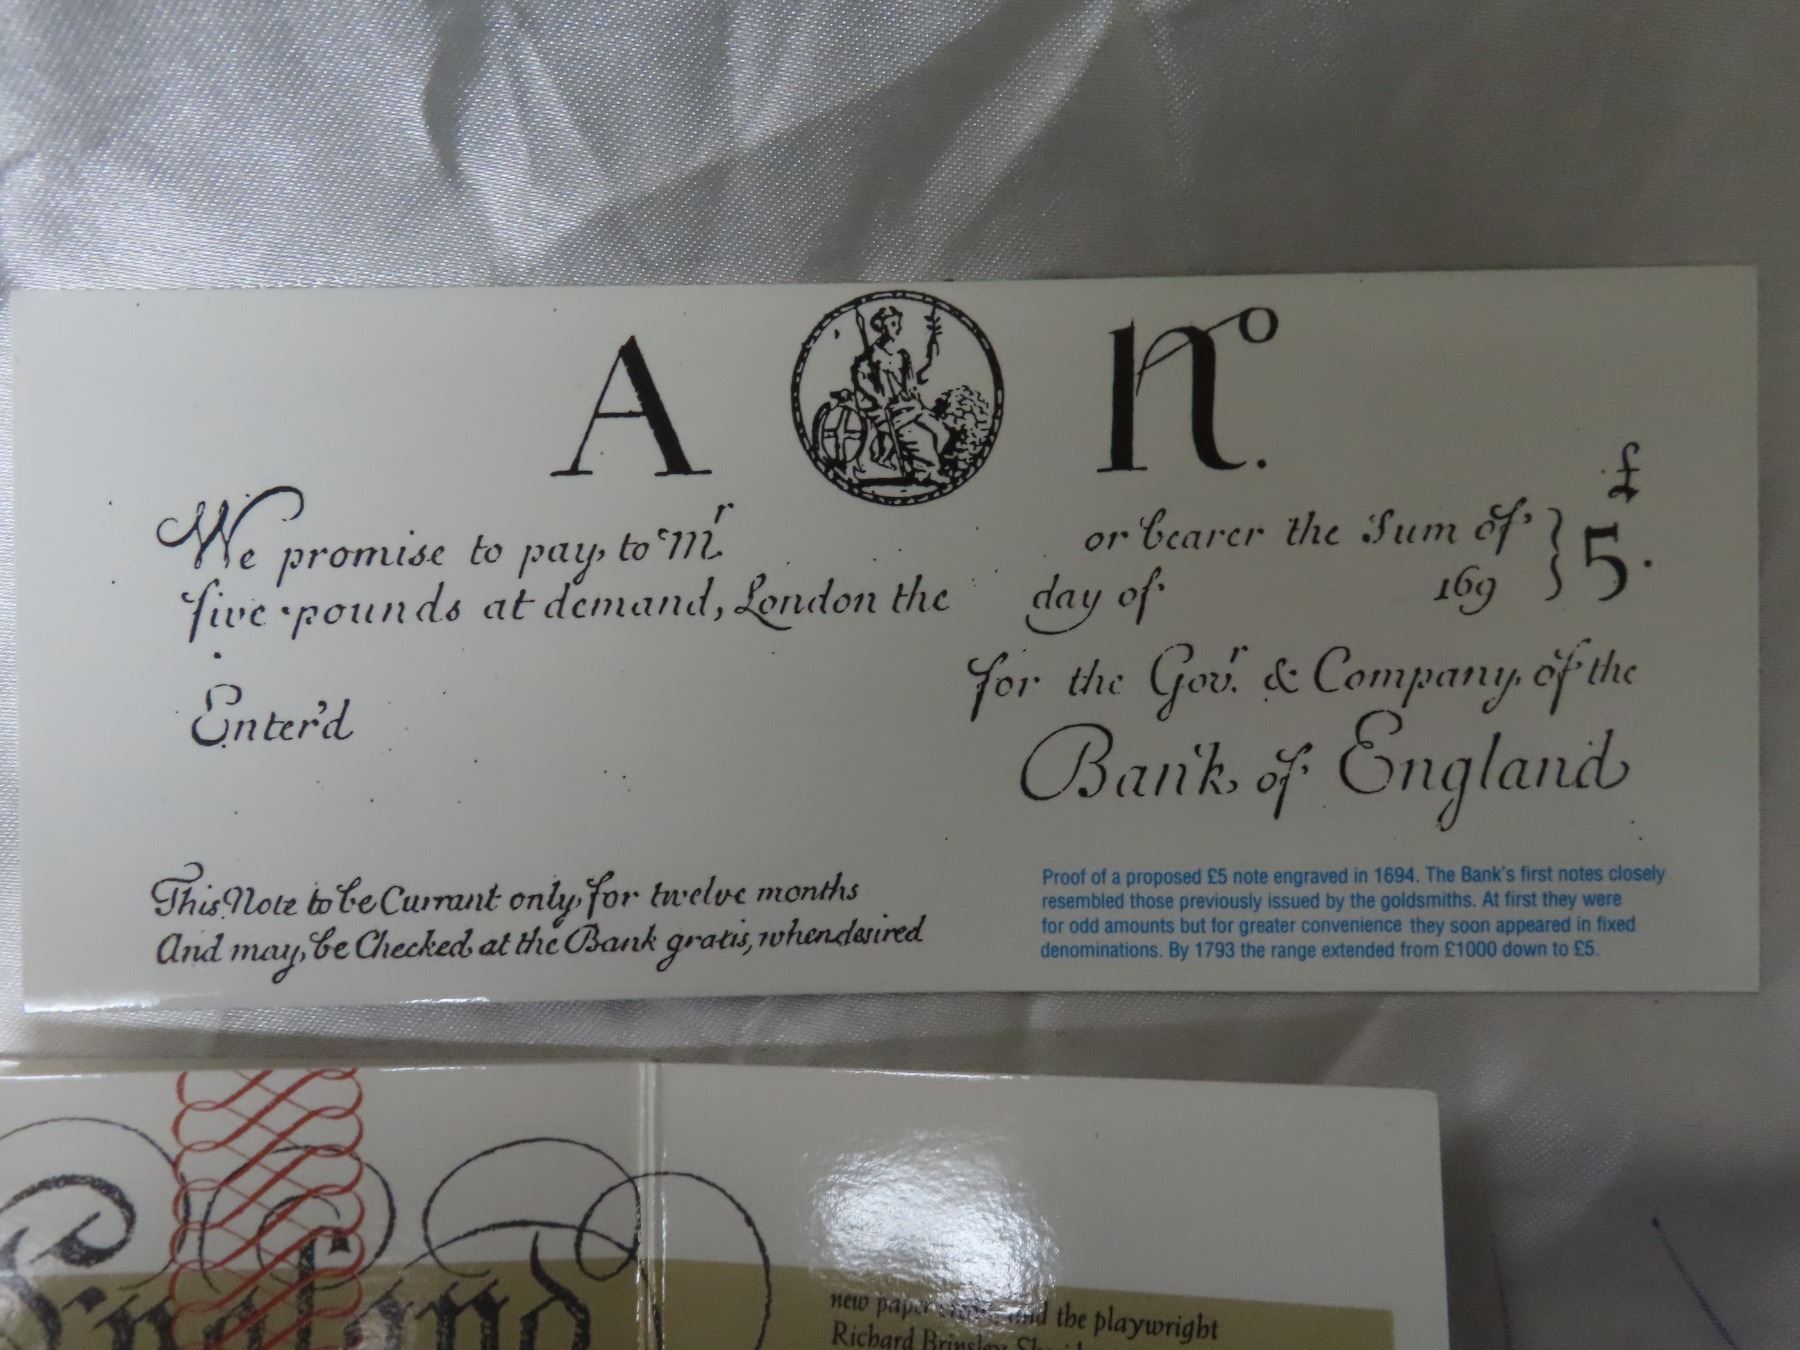 A Nº.
£
We promise to pay to Mr or bearer the Sum of } 5.
five pounds at demand, London the day of 169
for the Govr. & Company of the
Enter'd
Bank of England
This Note to be Currant only for twelve months
And may be Checked at the Bank gratis, when desired
Proof of a proposed £5 note engraved in 1694. The Bank's first notes closely
resembled those previously issued by the goldsmiths. At first they were
for odd amounts but for greater convenience they soon appeared in fixed
denominations. By 1793 the range extended from £1000 down to £5.
England
new and the playwright
Richard Brinsley